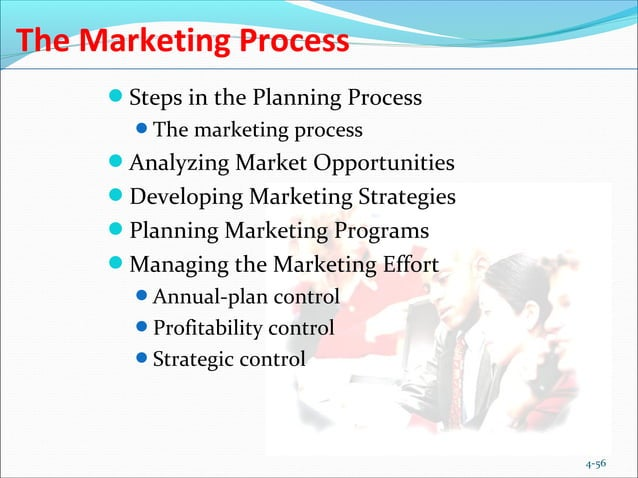 The Marketing Process
Steps in the Planning Process
The marketing process
Analyzing Market Opportunities
Developing Marketing Strategies
Planning Marketing Programs
Managing the Marketing Effort
Annual-plan control
Profitability control
Strategic control
4-56